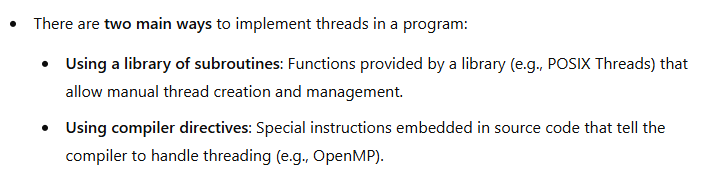 • There are two main ways to implement threads in a program:
• Using a library of subroutines: Functions provided by a library (e.g., POSIX Threads) that
allow manual thread creation and management.
• Using compiler directives: Special instructions embedded in source code that tell the
compiler to handle threading (e.g., OpenMP).